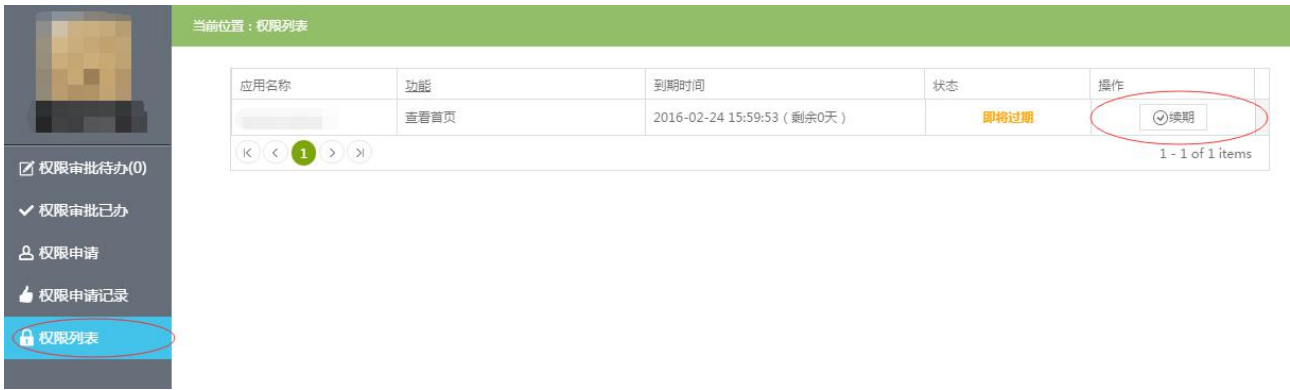 当前位置：权限列表
应用名称 功能 到期时间 状态 操作
查看首页 2016-02-24 15:59:53 ( 剩余0天 ) 即将过期 续期
1 1 - 1 of 1 items
权限审批待办(0)
权限审批已办
权限申请
权限申请记录
权限列表